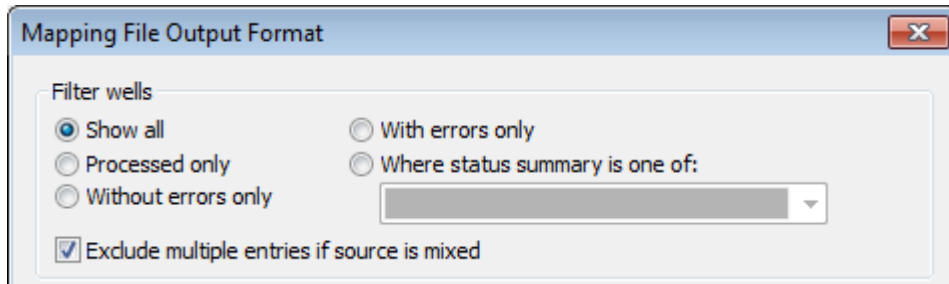 Mapping File Output Format
Filter wells
Show all
With errors only
Processed only
Where status summary is one of:
Without errors only
Exclude multiple entries if source is mixed